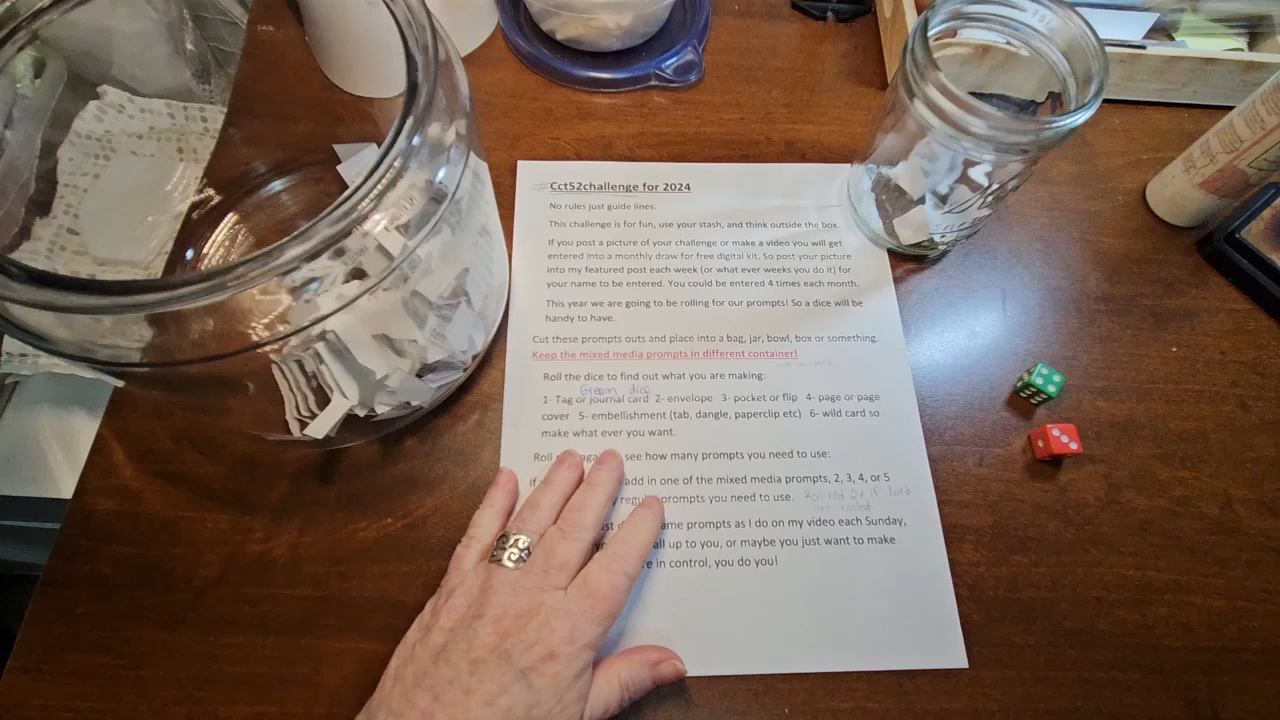 #Cct52challenge for 2024
No rules just guide lines.
This challenge is for fun, use your stash, and think outside the box.
If you post a picture of your challenge or make a video you will get
entered into a monthly draw for free digital kit. So post your picture
into my featured post each week (or what ever weeks you do it) for
your name to be entered. You could be entered 4 times each month.
This year we are going to be rolling for our prompts! So a dice will be
handy to have.
Cut these prompts outs and place into a bag, jar, bowl, box or something.
Keep the mixed media prompts in different container!
Roll the dice to find out what you are making:
Green dice
1- Tag or journal card 2- envelope 3- pocket or flip 4- page or page
cover 5- embellishment (tab, dangle, paperclip etc) 6- wild card so
make what ever you want.
Roll see how many prompts you need to use:
If add in one of the mixed media prompts, 2, 3, 4, or 5
prompts you need to use. Roll red 2x if 1 or 6
are rolled
prompts as I do on my video each Sunday,
all up to you, or maybe you just want to make
in control, you do you!